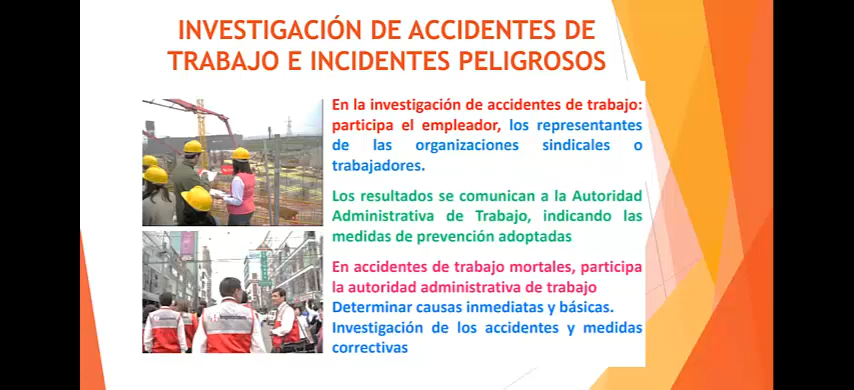 INVESTIGACIÓN DE ACCIDENTES DE
TRABAJO E INCIDENTES PELIGROSOS
En la investigación de accidentes de trabajo:
participa el empleador, los representantes
de las organizaciones sindicales o
trabajadores.
Los resultados se comunican a la Autoridad
Administrativa de Trabajo, indicando las
medidas de prevención adoptadas
En accidentes de trabajo mortales, participa
la autoridad administrativa de trabajo
Determinar causas inmediatas y básicas.
Investigación de los accidentes y medidas
correctivas